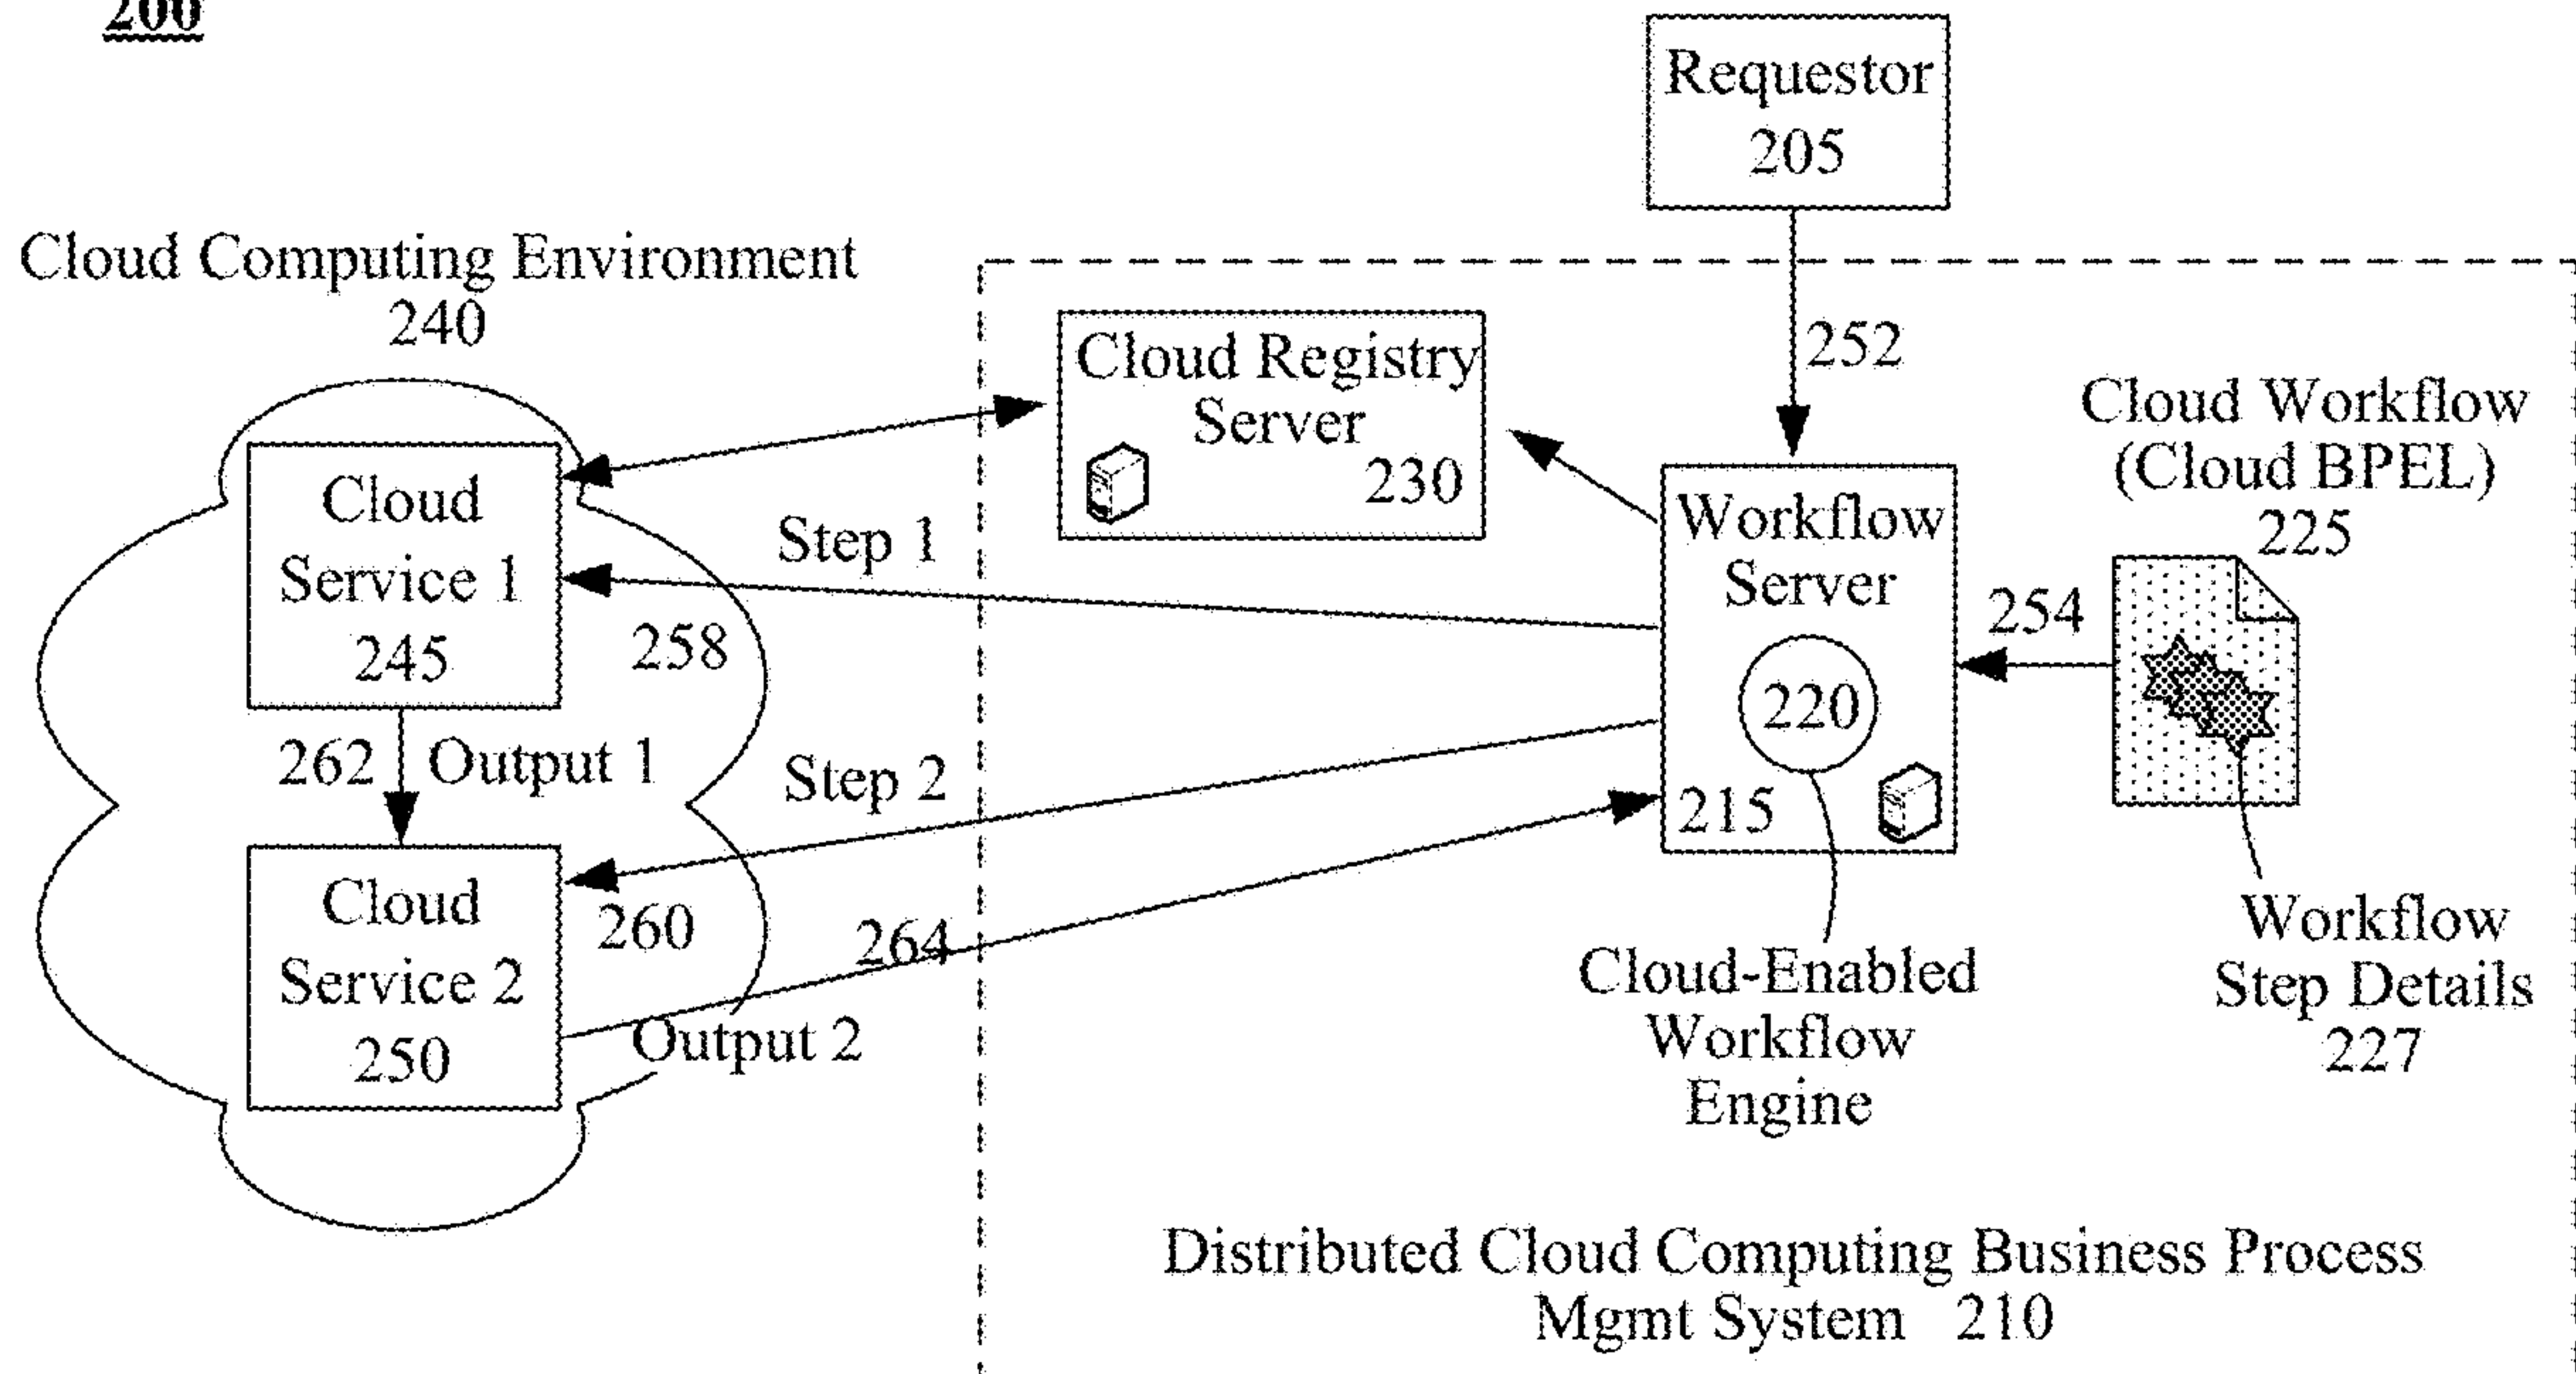 200
Requestor
205
Cloud Computing Environment
240
252
Cloud Registry
Server
230
Cloud Workflow
(Cloud BPEL)
225
Cloud
Service 1
245
Step 1
258
Workflow
Server
220
215
254
262
Output 1
Step 2
Cloud
Service 2
250
260
264
Output 2
Cloud-Enabled
Workflow
Engine
Workflow
Step Details
227
Distributed Cloud Computing Business Process
Mgmt System 210